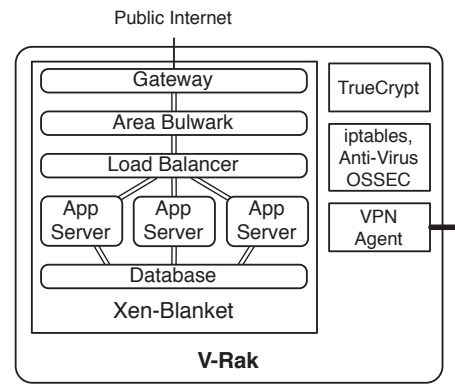 Public Internet
Gateway
Area Bulwark
Load Balancer
App
Server
App
Server
App
Server
Database
Xen-Blanket
TrueCrypt
iptables,
Anti-Virus
OSSEC
VPN
Agent
V-Rak